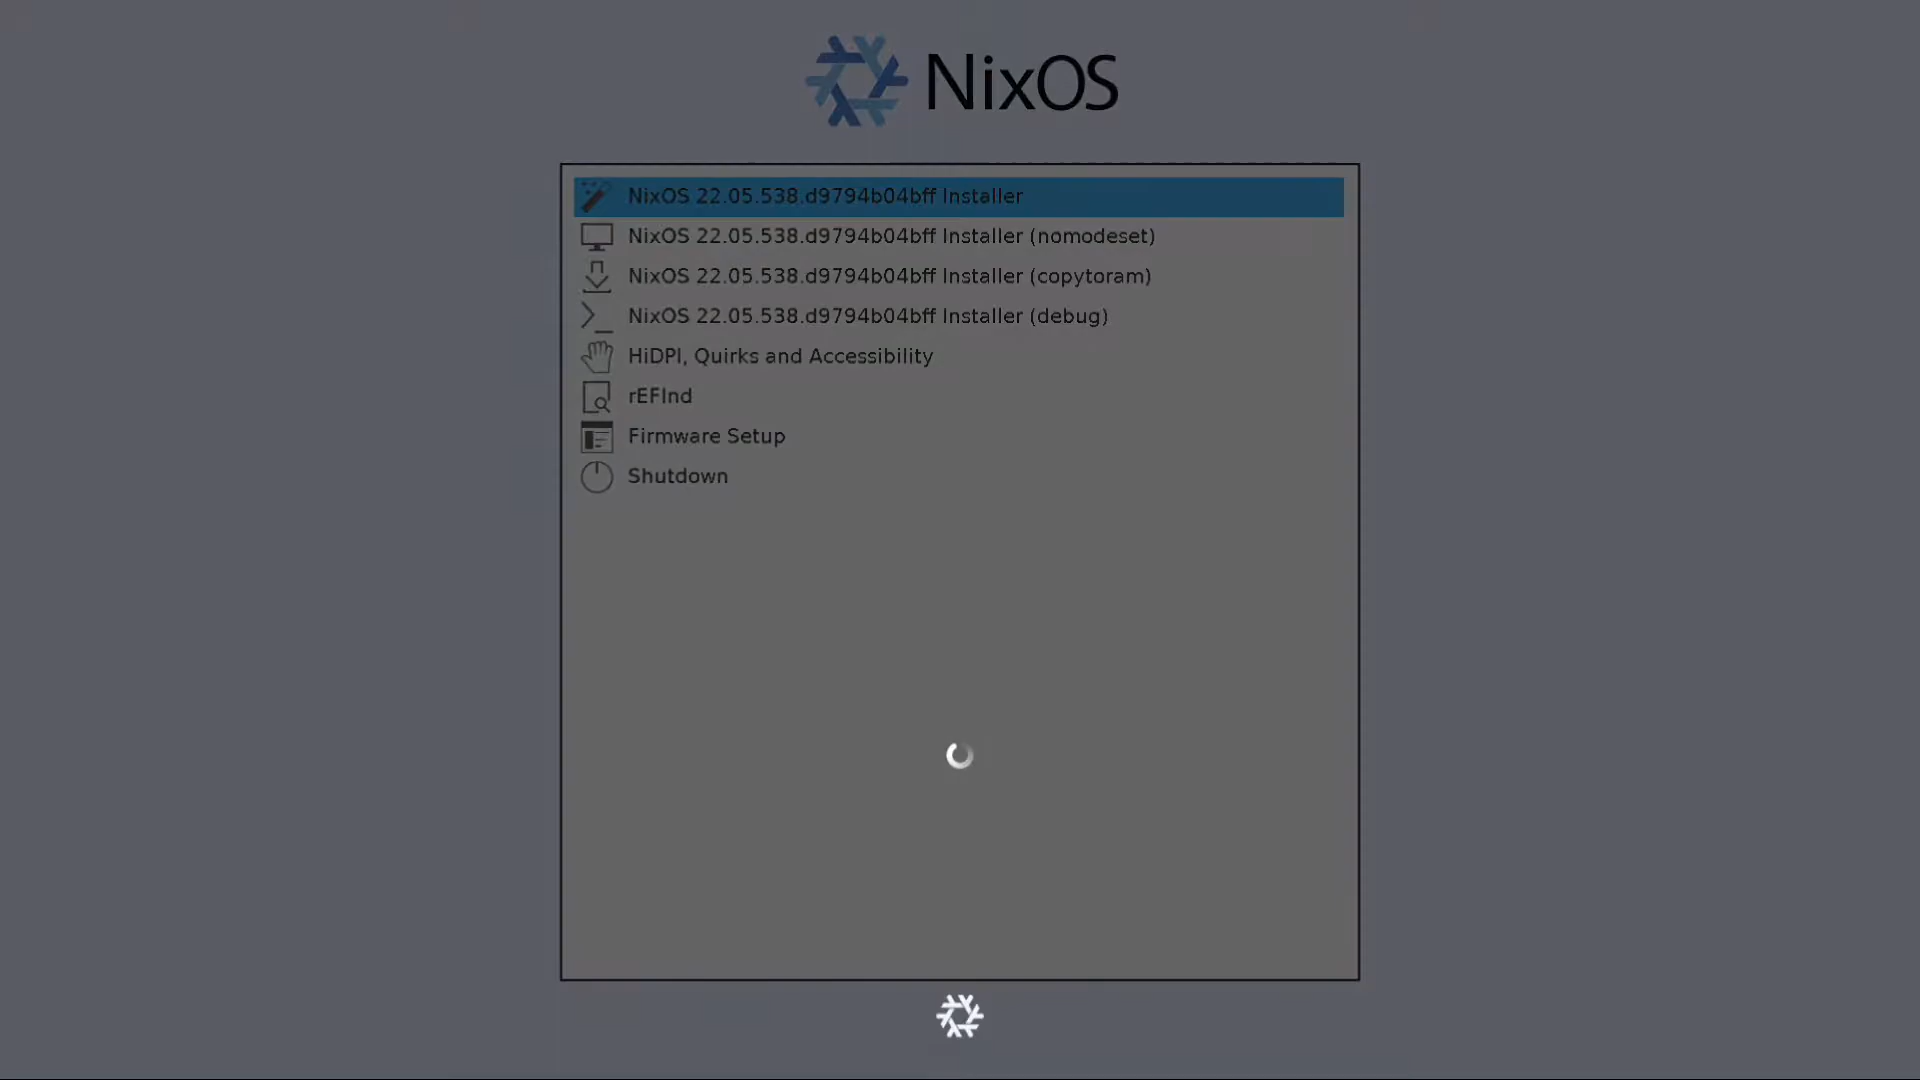 NixOS
NixOS 22.05.538.d9794b04bff Installer
NixOS 22.05.538.d9794b04bff Installer (nomodeset)
NixOS 22.05.538.d9794b04bff Installer (copytoram)
NixOS 22.05.538.d9794b04bff Installer (debug)
HiDPI, Quirks and Accessibility
rEFInd
Firmware Setup
Shutdown